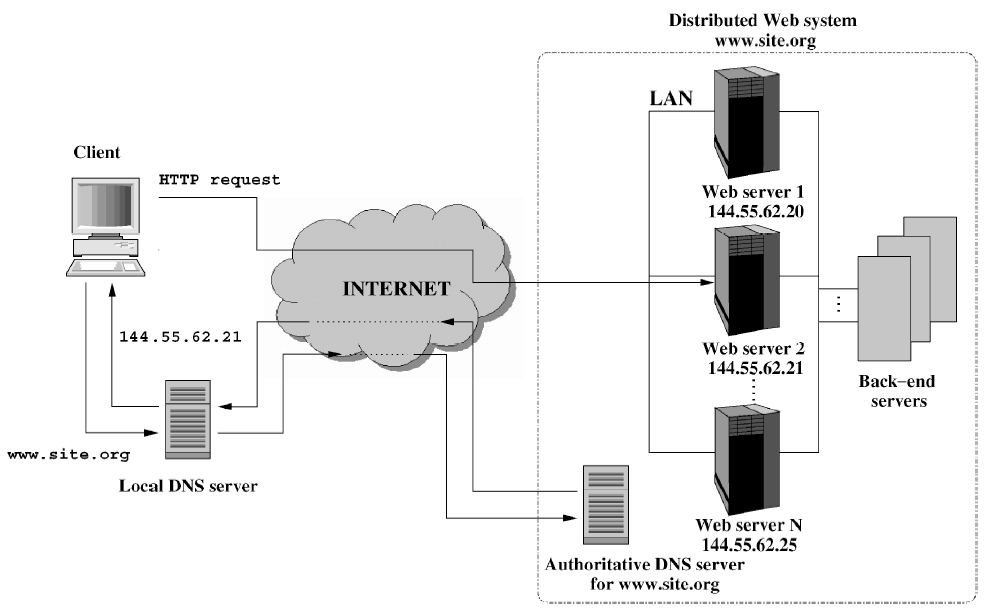 Distributed Web system
www.site.org
LAN
Client
HTTP request
Web server 1
144.55.62.20
INTERNET
144.55.62.21
Web server 2
144.55.62.21
Back-end
servers
www.site.org
Local DNS server
Web server N
144.55.62.25
Authoritative DNS server
for www.site.org